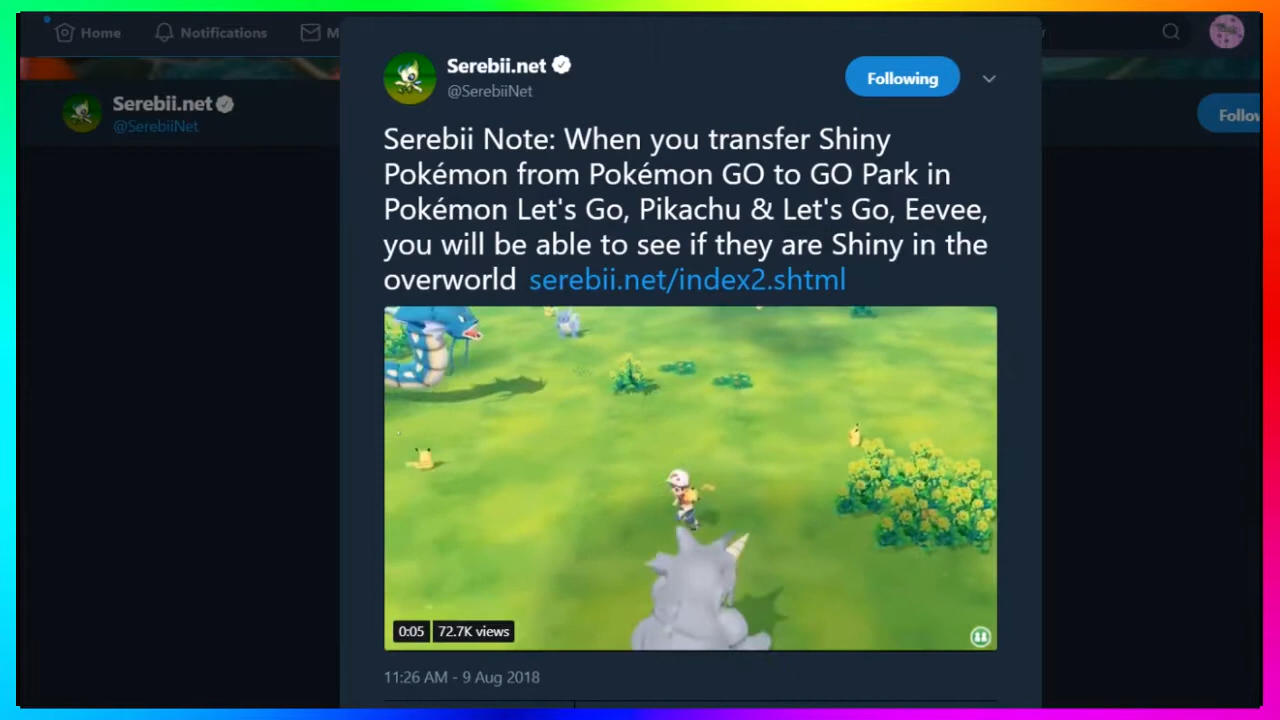 Home
Notifications
M
Serebii.net
@SerebiiNet
Follow
Serebii.net
@SerebiiNet
Following
Serebii Note: When you transfer Shiny
Pokémon from Pokémon GO to GO Park in
Pokémon Let's Go, Pikachu & Let's Go, Eevee,
you will be able to see if they are Shiny in the
overworld serebii.net/index2.shtml
0:05 72.7K views
11:26 AM - 9 Aug 2018